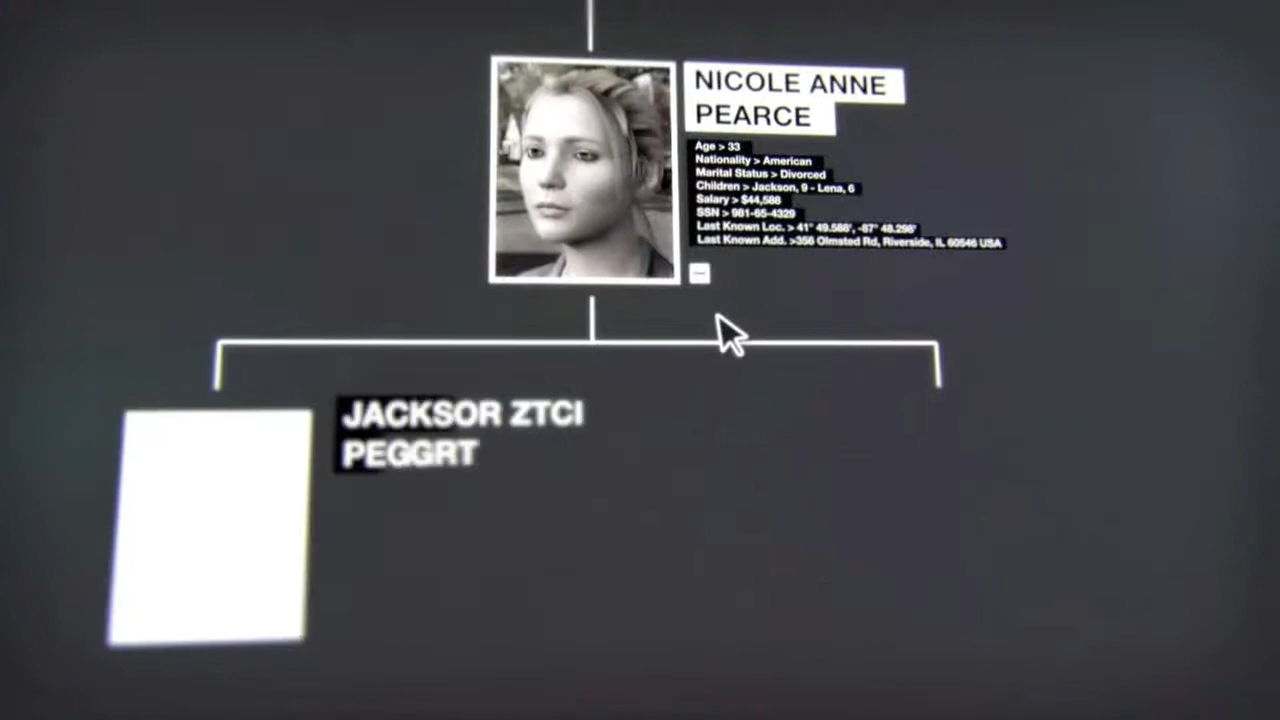 NICOLE ANNE
PEARCE
Age > 33
Nationality > American
Marital Status > Divorced
Children > Jackson, 9 - Lena, 6
Salary > $44,588
SSN > 981-65-4329
Last Known Loc. > 41° 49.588', -87° 48.298'
Last Known Add. >356 Olmsted Rd, Riverside, IL 60546 USA
JACKSOR ZTCI
PEGGRT